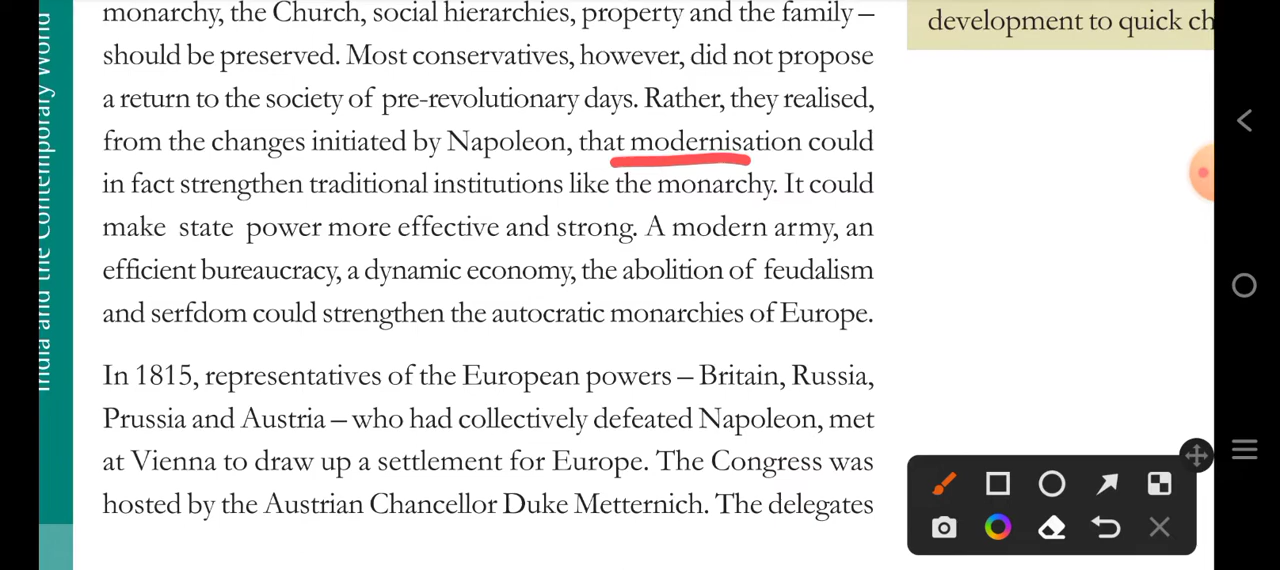 monarchy, the Church, social hierarchies, property and the family –
should be preserved. Most conservatives, however, did not propose
a return to the society of pre-revolutionary days. Rather, they realised,
from the changes initiated by Napoleon, that modernisation could
in fact strengthen traditional institutions like the monarchy. It could
make state power more effective and strong. A modern army, an
efficient bureaucracy, a dynamic economy, the abolition of feudalism
and serfdom could strengthen the autocratic monarchies of Europe.
In 1815, representatives of the European powers – Britain, Russia,
Prussia and Austria – who had collectively defeated Napoleon, met
at Vienna to draw up a settlement for Europe. The Congress was
hosted by the Austrian Chancellor Duke Metternich. The delegates
development to quick ch
India and the Contemporary World